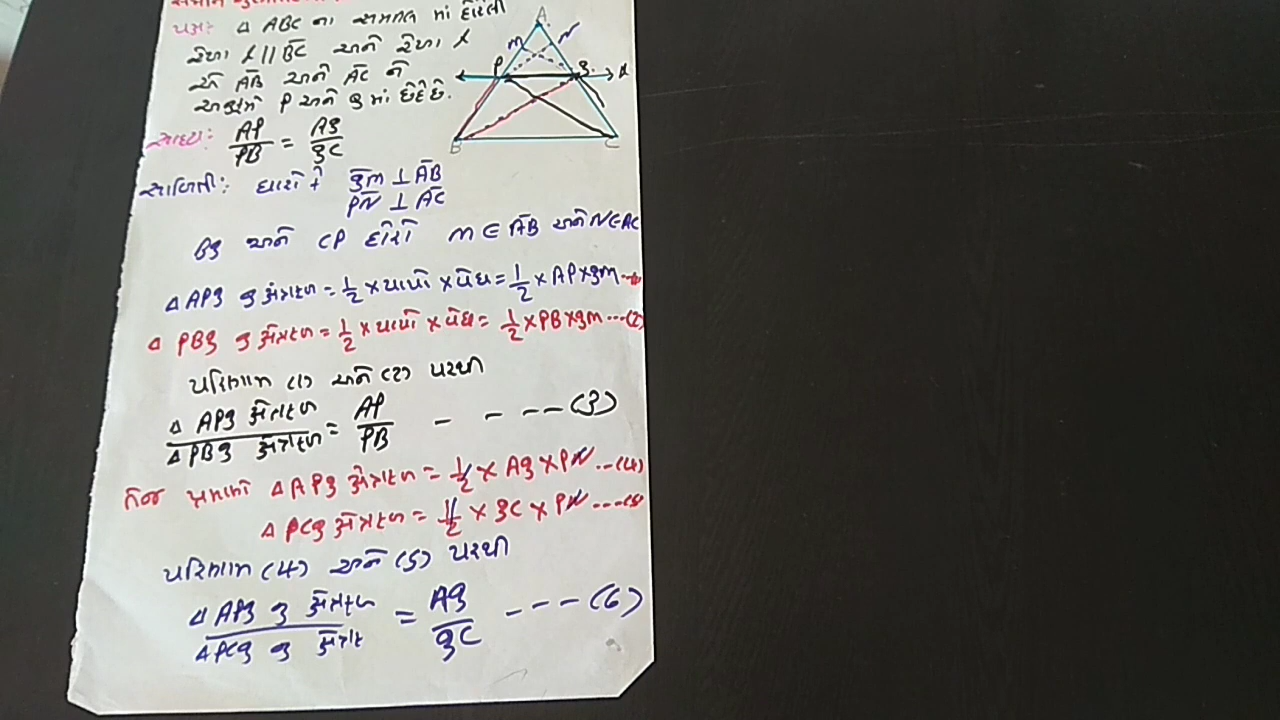 પક્ષ: △ ABC ના સમતલ માં દોરેલી
રેખા l || BC અને રેખા l
એ AB અને AC ને
અનુક્રમે P અને Q માં છેદે છે.
A
M N
P Q l
B C
સાધ્ય: AP/PB = AQ/QC
સાબિતી: ધારો કે QM ⊥ AB
PN ⊥ AC
BQ અને CP દોરો M ∈ AB અને N ∈ AC
△ APQ નું ક્ષેત્રફળ = 1/2 × પાયો × વેધ = 1/2 × AP × QM ---
△ PBQ નું ક્ષેત્રફળ = 1/2 × પાયો × વેધ = 1/2 × PB × QM ---(2)
પરિણામ (1) અને (2) પરથી
△ APQ ક્ષેત્રફળ / △ PBQ ક્ષેત્રફળ = AP/PB - - --- (3)
તેજ પ્રમાણે △ APQ ક્ષેત્રફળ = 1/2 × AQ × PN ---(4)
△ PCQ ક્ષેત્રફળ = 1/2 × QC × PN ----(5)
પરિણામ (4) અને (5) પરથી
△ APQ નું ક્ષેત્રફળ / △ PCQ નું ક્ષેત્રફળ = AQ/QC ---- (6)